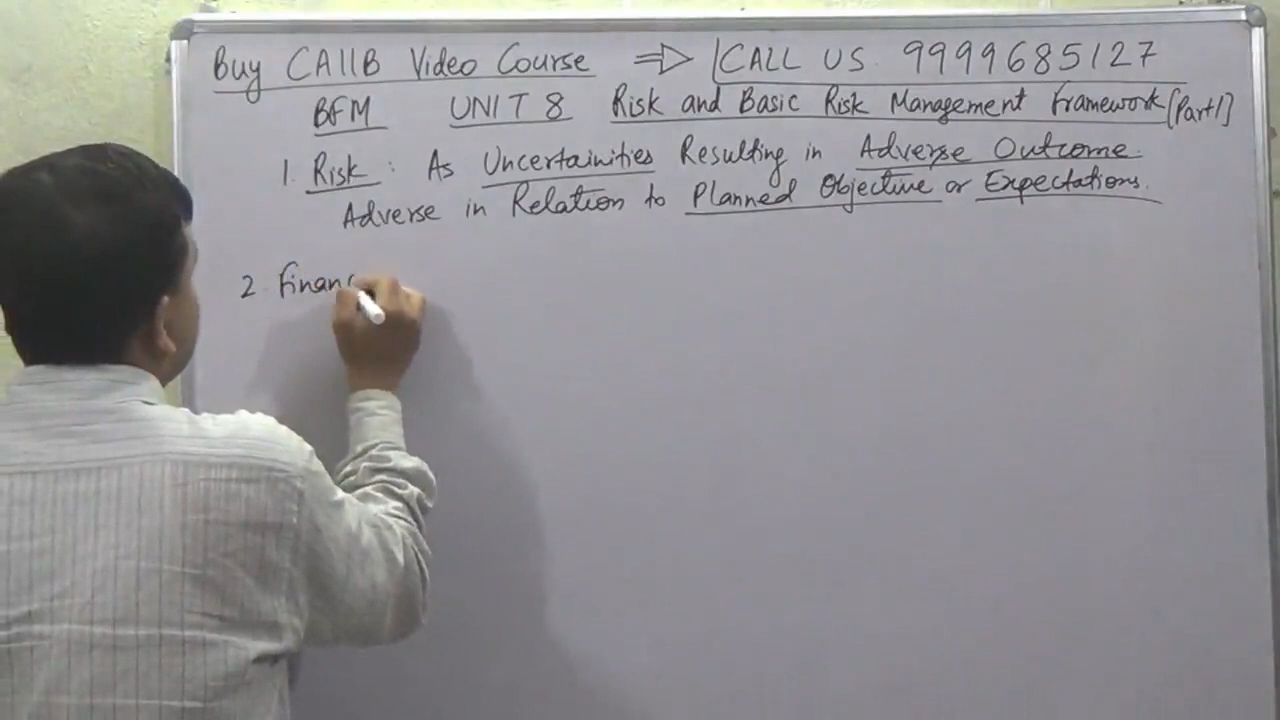 Buy CAIIB Video Course ⇒ CALL US 9999685127
BFM UNIT 8 Risk and Basic Risk Management Framework (Part 1]
1. Risk : As Uncertainities Resulting in Adverse Outcome.
Adverse in Relation to Planned Objective or Expectations.
2. Financ